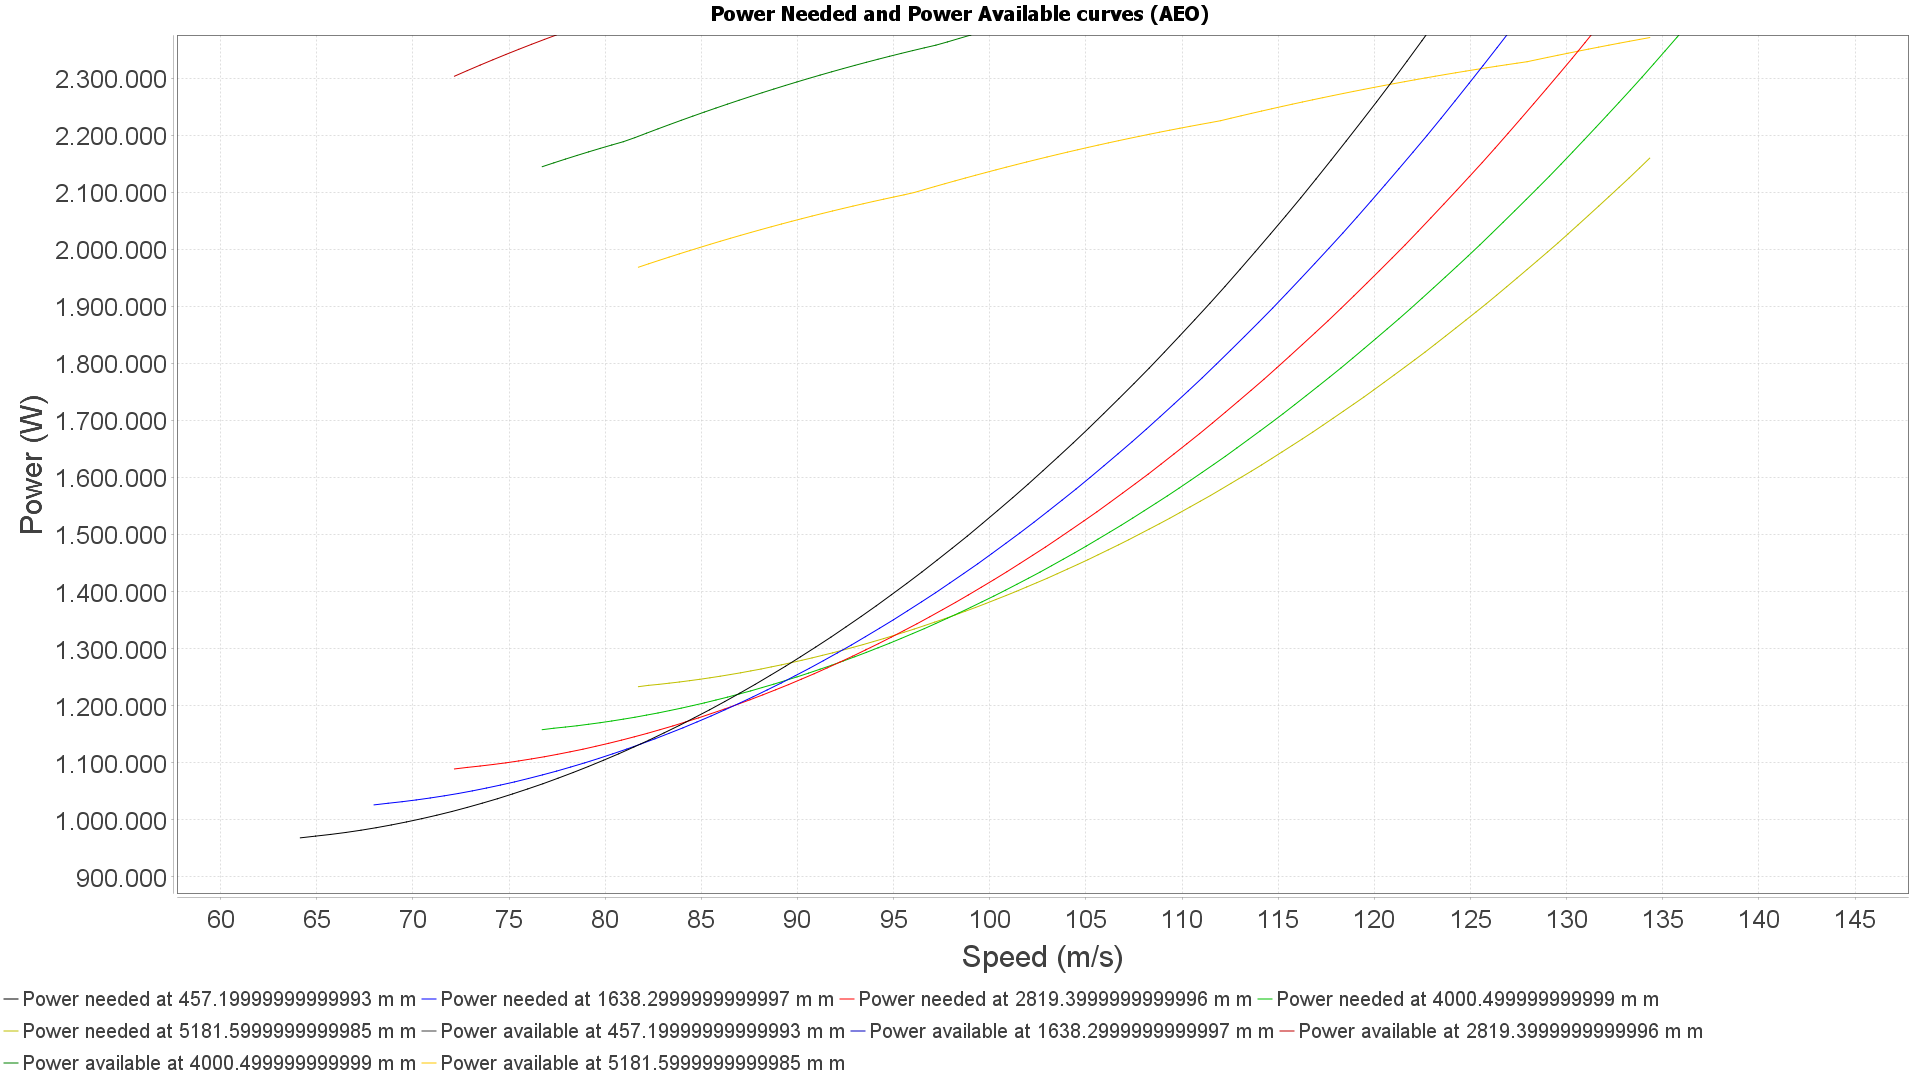 Power Needed and Power Available curves (AEO)
2.300.000
2.200.000
2.100.000
2.000.000
1.900.000
1.800.000
1.700.000
1.600.000
1.500.000
1.400.000
1.300.000
1.200.000
1.100.000
1.000.000
900.000
Power (W)
60 65 70 75 80 85 90 95 100 105 110 115 120 125 130 135 140 145
Speed (m/s)
Power needed at 457.19999999999993 m m Power needed at 1638.2999999999997 m m Power needed at 2819.3999999999996 m m Power needed at 4000.499999999999 m m
Power needed at 5181.5999999999985 m m Power available at 457.19999999999993 m m Power available at 1638.2999999999997 m m Power available at 2819.3999999999996 m m
Power available at 4000.499999999999 m m Power available at 5181.5999999999985 m m